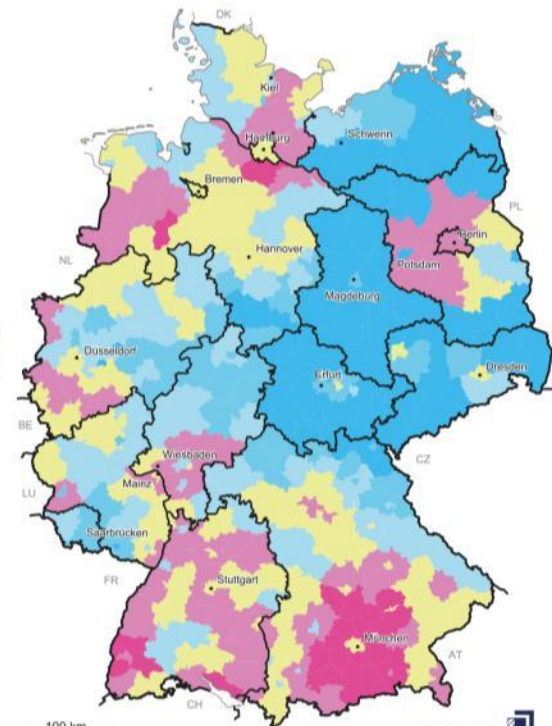 DK
Kiel
Hamburg
Schwerin
Bremen
PL
Berlin
NL
Hannover
Potsdam
Magdeburg
Düsseldorf
Erfurt
Dresden
BE
Wiesbaden
CZ
LU
Mainz
Saarbrücken
FR
Stuttgart
München
AT
CH
100 km